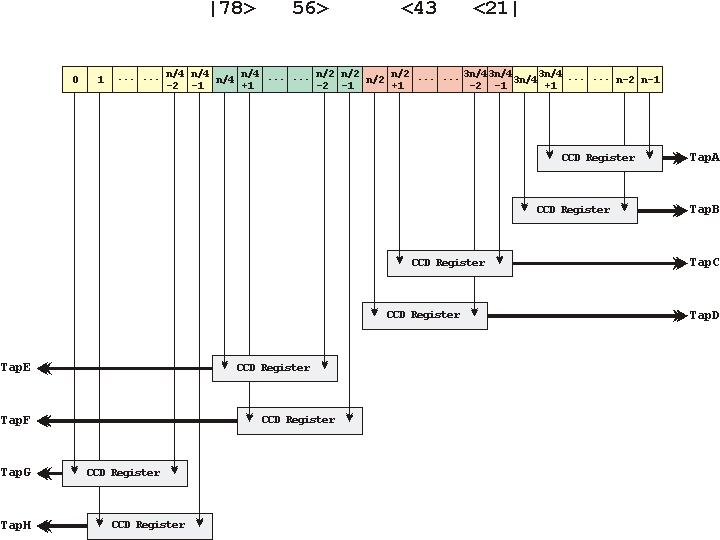 |78> 56> <43 <21|
0 1 ... ... n/4 -2 n/4 -1 n/4 n/4 +1 ... ... n/2 -2 n/2 -1 n/2 n/2 +1 ... ... 3n/4 -2 3n/4 -1 3n/4 3n/4 +1 ... ... n-2 n-1
CCD Register TapA
CCD Register TapB
CCD Register TapC
CCD Register TapD
TapE CCD Register
TapF CCD Register
TapG CCD Register
TapH CCD Register